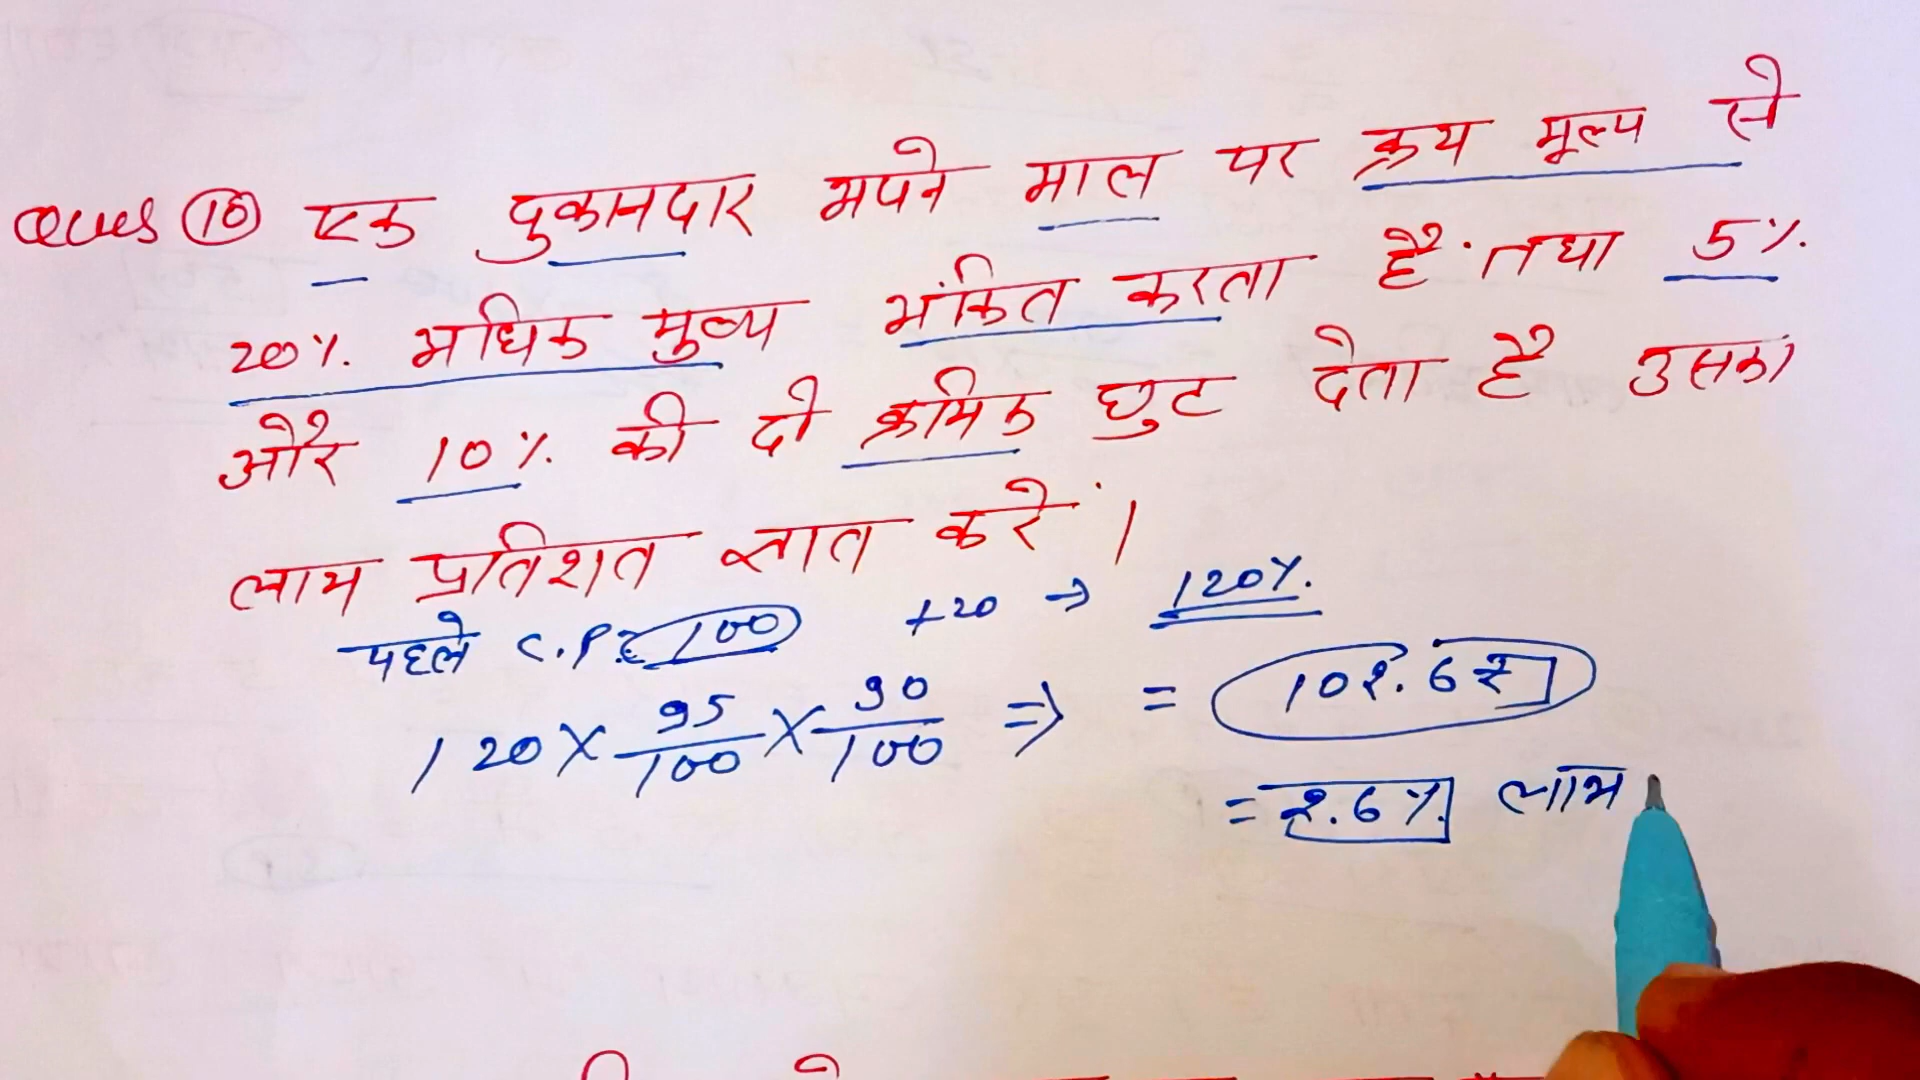 Ques 10 एक दुकानदार अपने माल पर क्रय मूल्य से
20%. अधिक मुल्य अंकित करता है. तथा 5%.
और 10%. की दो क्रमिक छुट देता है उसका
लाभ प्रतिशत ज्ञात करें ।
पहले C.P = 100 +20 → 120%.
120 × 95/100 × 90/100 ⇒ = 102.6 रु
= 2.6%. लाभ